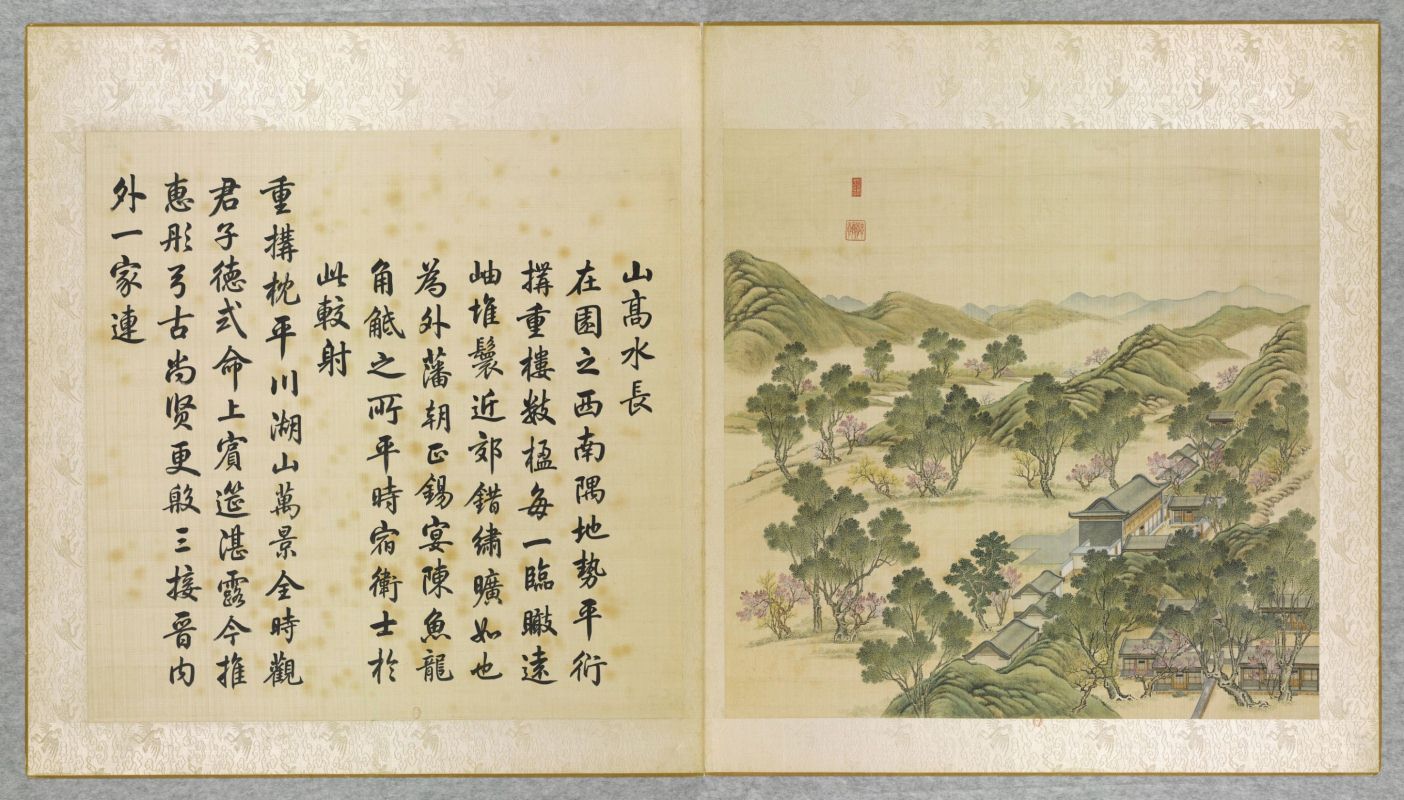 山高水長
在園之西南隅地勢平衍
搆重樓數楹每一臨瞰遠
岫堆鬟近郊錯繡曠如也
為外藩朝正錫宴陳魚龍
角觝之所平時宿衛士於
此較射
重搆枕平川湖山萬景全時觀
君子德式命上賓筵湛露今推
惠彤弓古尚賢更殷三接晉内
外一家連